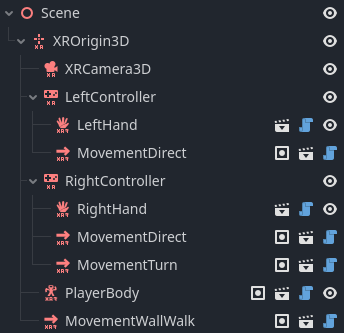 Scene
XROrigin3D
XRCamera3D
LeftController
LeftHand
MovementDirect
RightController
RightHand
MovementDirect
MovementTurn
PlayerBody
MovementWallWalk